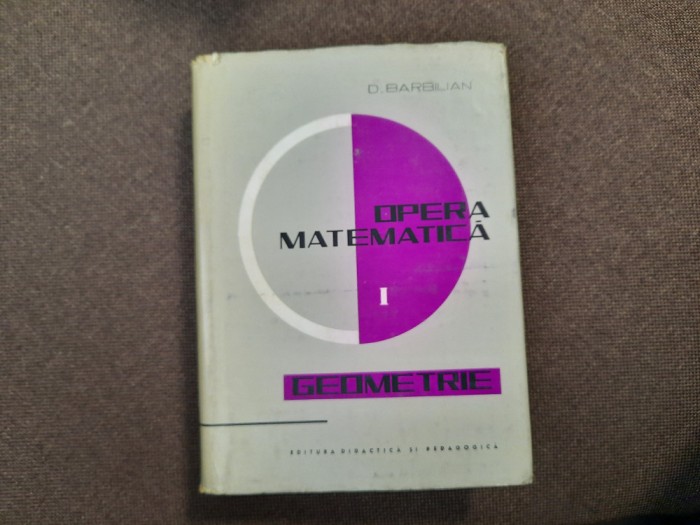 D. BARBILIAN
OPERA
MATEMATICĂ
I
GEOMETRIE
EDITURA DIDACTICĂ ȘI PEDAGOGICĂ